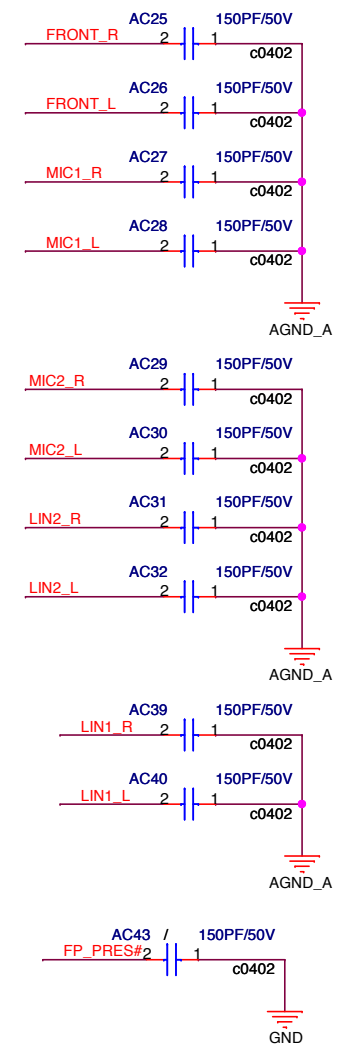 AC25 150PF/50V
FRONT_R 2 1
c0402
AC26 150PF/50V
FRONT_L 2 1
c0402
AC27 150PF/50V
MIC1_R 2 1
c0402
AC28 150PF/50V
MIC1_L 2 1
c0402
AGND_A
AC29 150PF/50V
MIC2_R 2 1
c0402
AC30 150PF/50V
MIC2_L 2 1
c0402
AC31 150PF/50V
LIN2_R 2 1
c0402
AC32 150PF/50V
LIN2_L 2 1
c0402
AGND_A
AC39 150PF/50V
LIN1_R 2 1
c0402
AC40 150PF/50V
LIN1_L 2 1
c0402
AGND_A
AC43 / 150PF/50V
FP_PRES# 2 1
c0402
GND